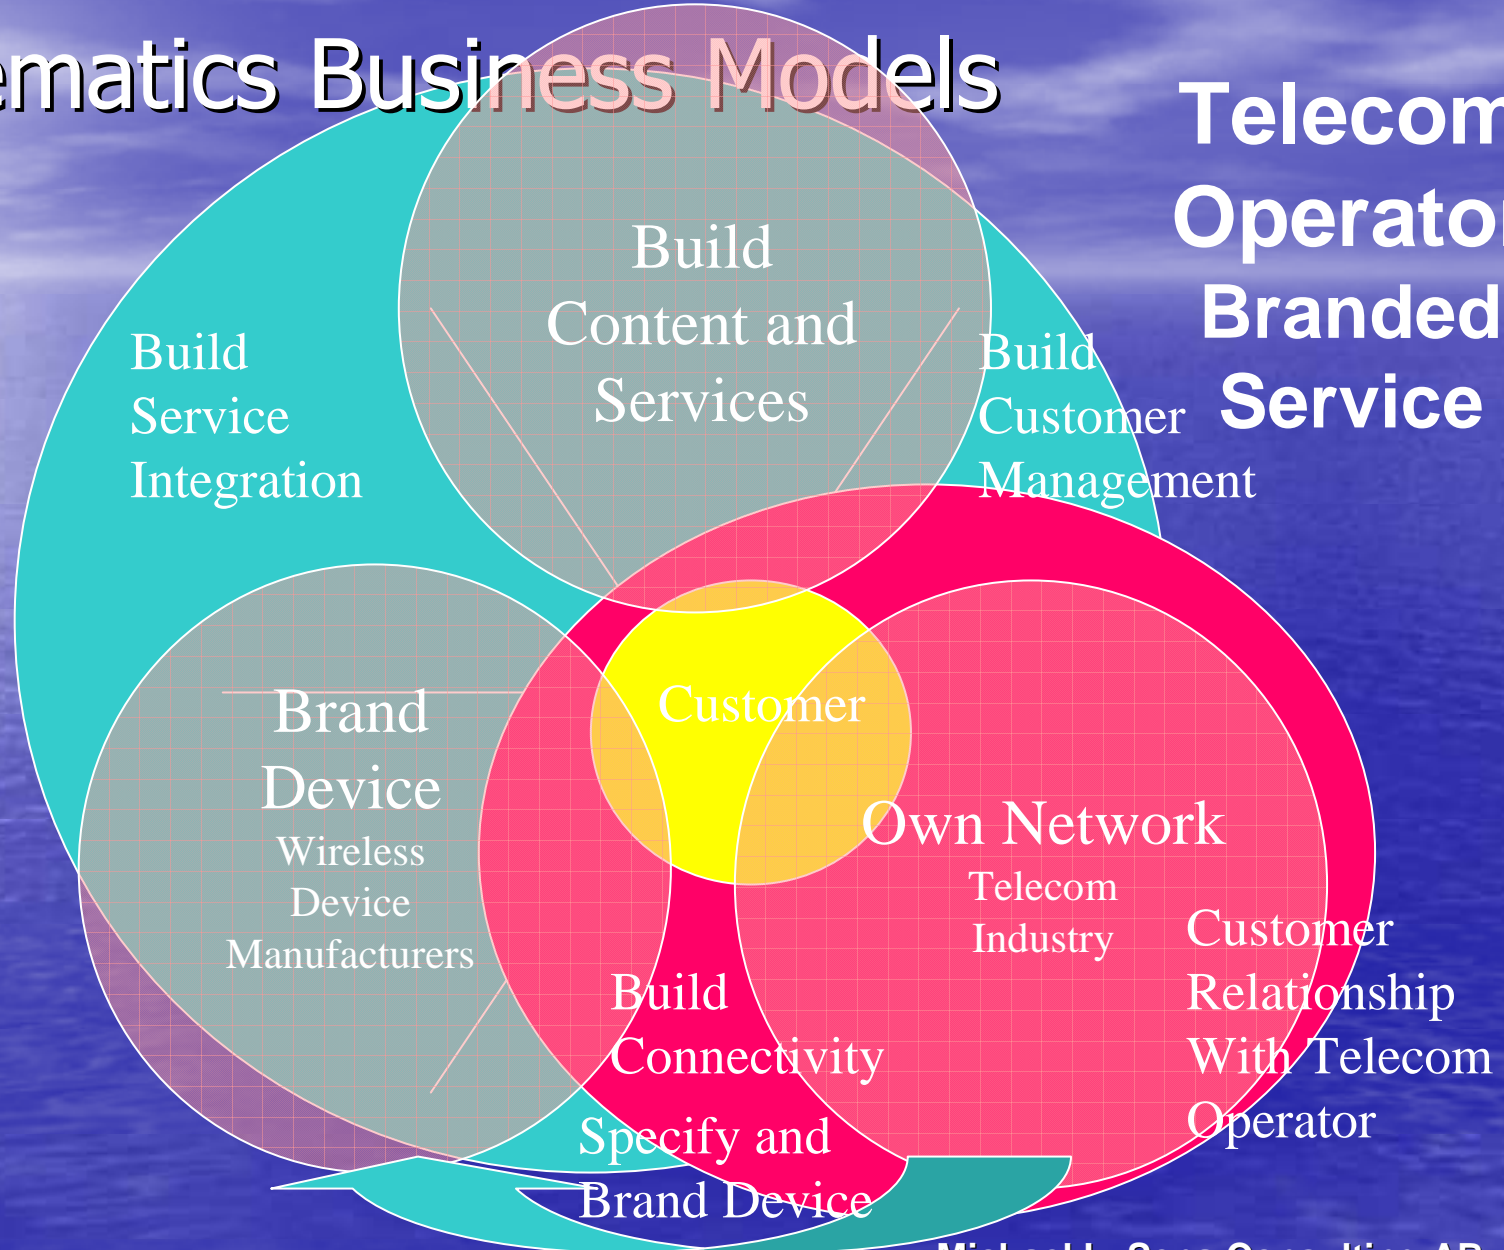 ematics Business Models
Telecom
Operator
Branded
Service
Build
Content and
Services
Build
Service
Integration
Build
Customer
Management
Customer
Brand
Device
Wireless
Device
Manufacturers
Own Network
Telecom
Industry
Build
Connectivity
Customer
Relationship
With Telecom
Operator
Specify and
Brand Device